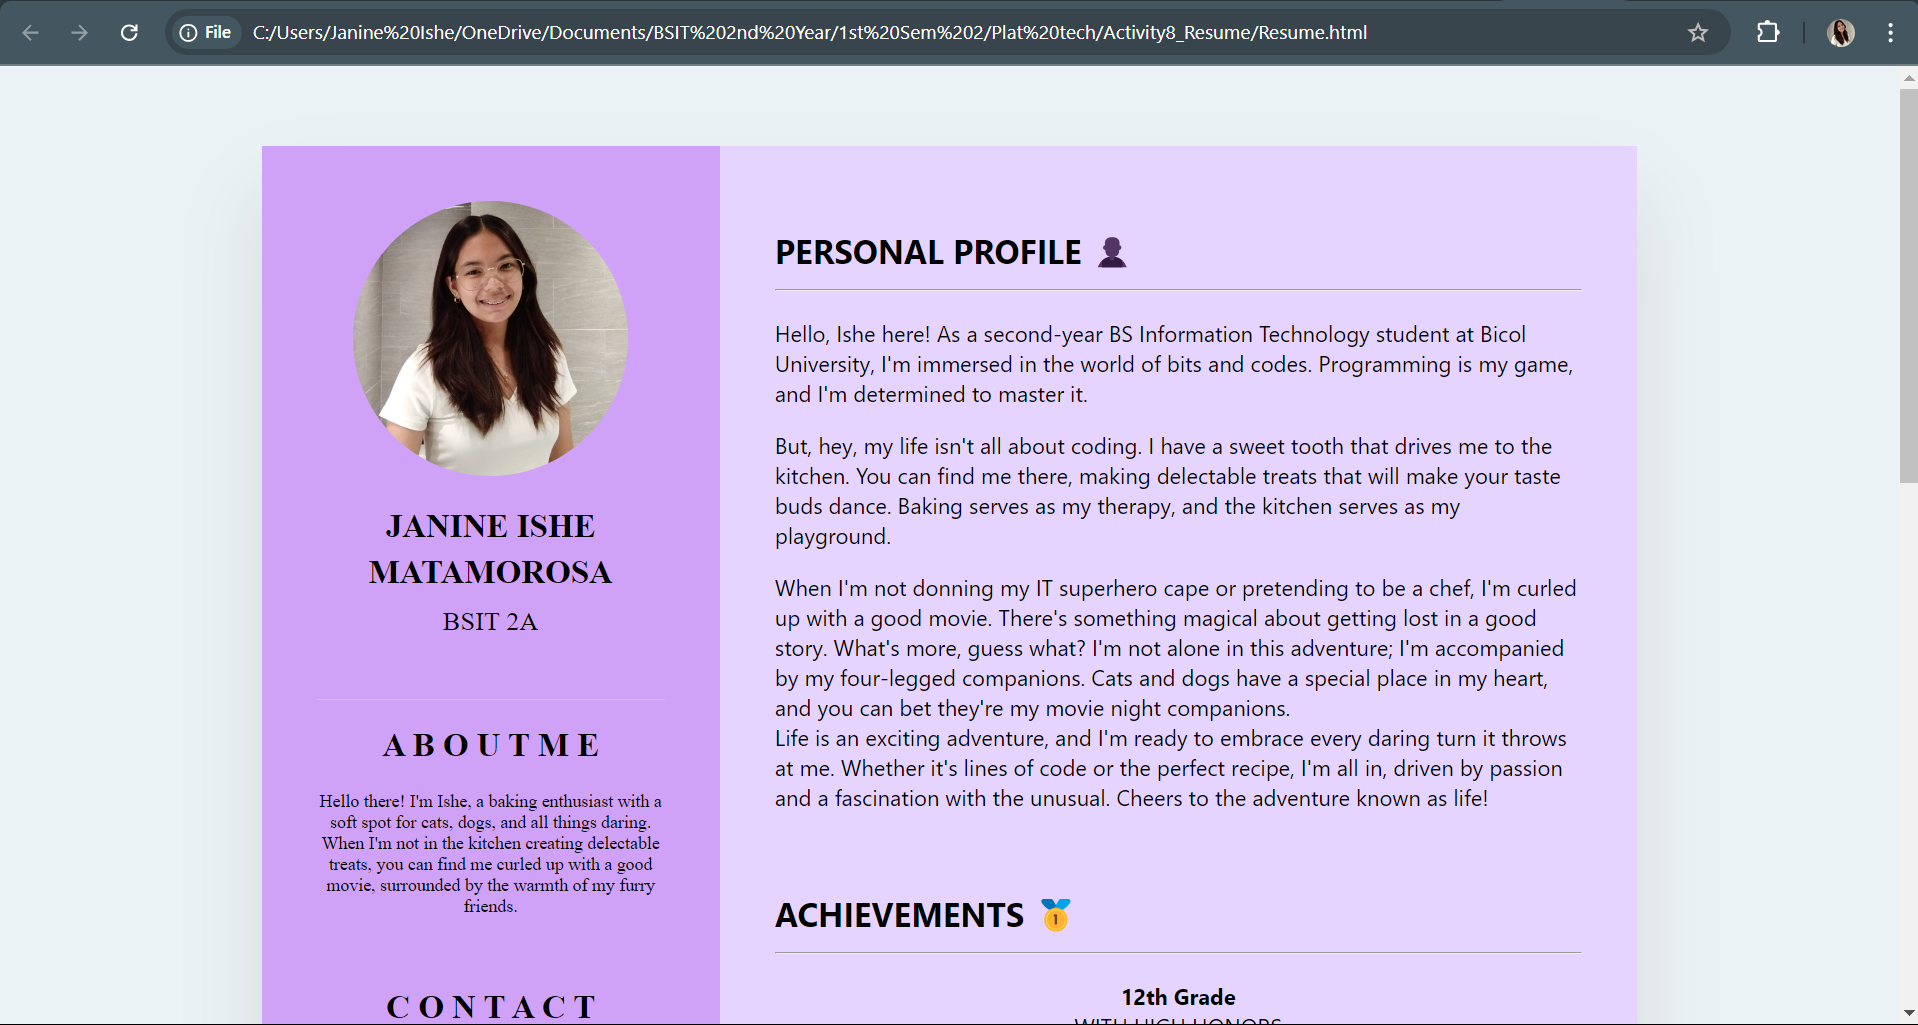 File
C:/Users/Janine%20Ishe/OneDrive/Documents/BSIT%202nd%20Year/1st%20Sem%202/Plat%20tech/Activity8_Resume/Resume.html
JANINE ISHE
MATAMOROSA
BSIT 2A
ABOUTME
Hello there! I'm Ishe, a baking enthusiast with a
soft spot for cats, dogs, and all things daring.
When I'm not in the kitchen creating delectable
treats, you can find me curled up with a good
movie, surrounded by the warmth of my furry
friends.
CONTACT
PERSONAL PROFILE
Hello, Ishe here! As a second-year BS Information Technology student at Bicol
University, I'm immersed in the world of bits and codes. Programming is my game,
and I'm determined to master it.
But, hey, my life isn't all about coding. I have a sweet tooth that drives me to the
kitchen. You can find me there, making delectable treats that will make your taste
buds dance. Baking serves as my therapy, and the kitchen serves as my
playground.
When I'm not donning my IT superhero cape or pretending to be a chef, I'm curled
up with a good movie. There's something magical about getting lost in a good
story. What's more, guess what? I'm not alone in this adventure; I'm accompanied
by my four-legged companions. Cats and dogs have a special place in my heart,
and you can bet they're my movie night companions.
Life is an exciting adventure, and I'm ready to embrace every daring turn it throws
at me. Whether it's lines of code or the perfect recipe, I'm all in, driven by passion
and a fascination with the unusual. Cheers to the adventure known as life!
ACHIEVEMENTS
1
12th Grade
WITH HIGH HONORS